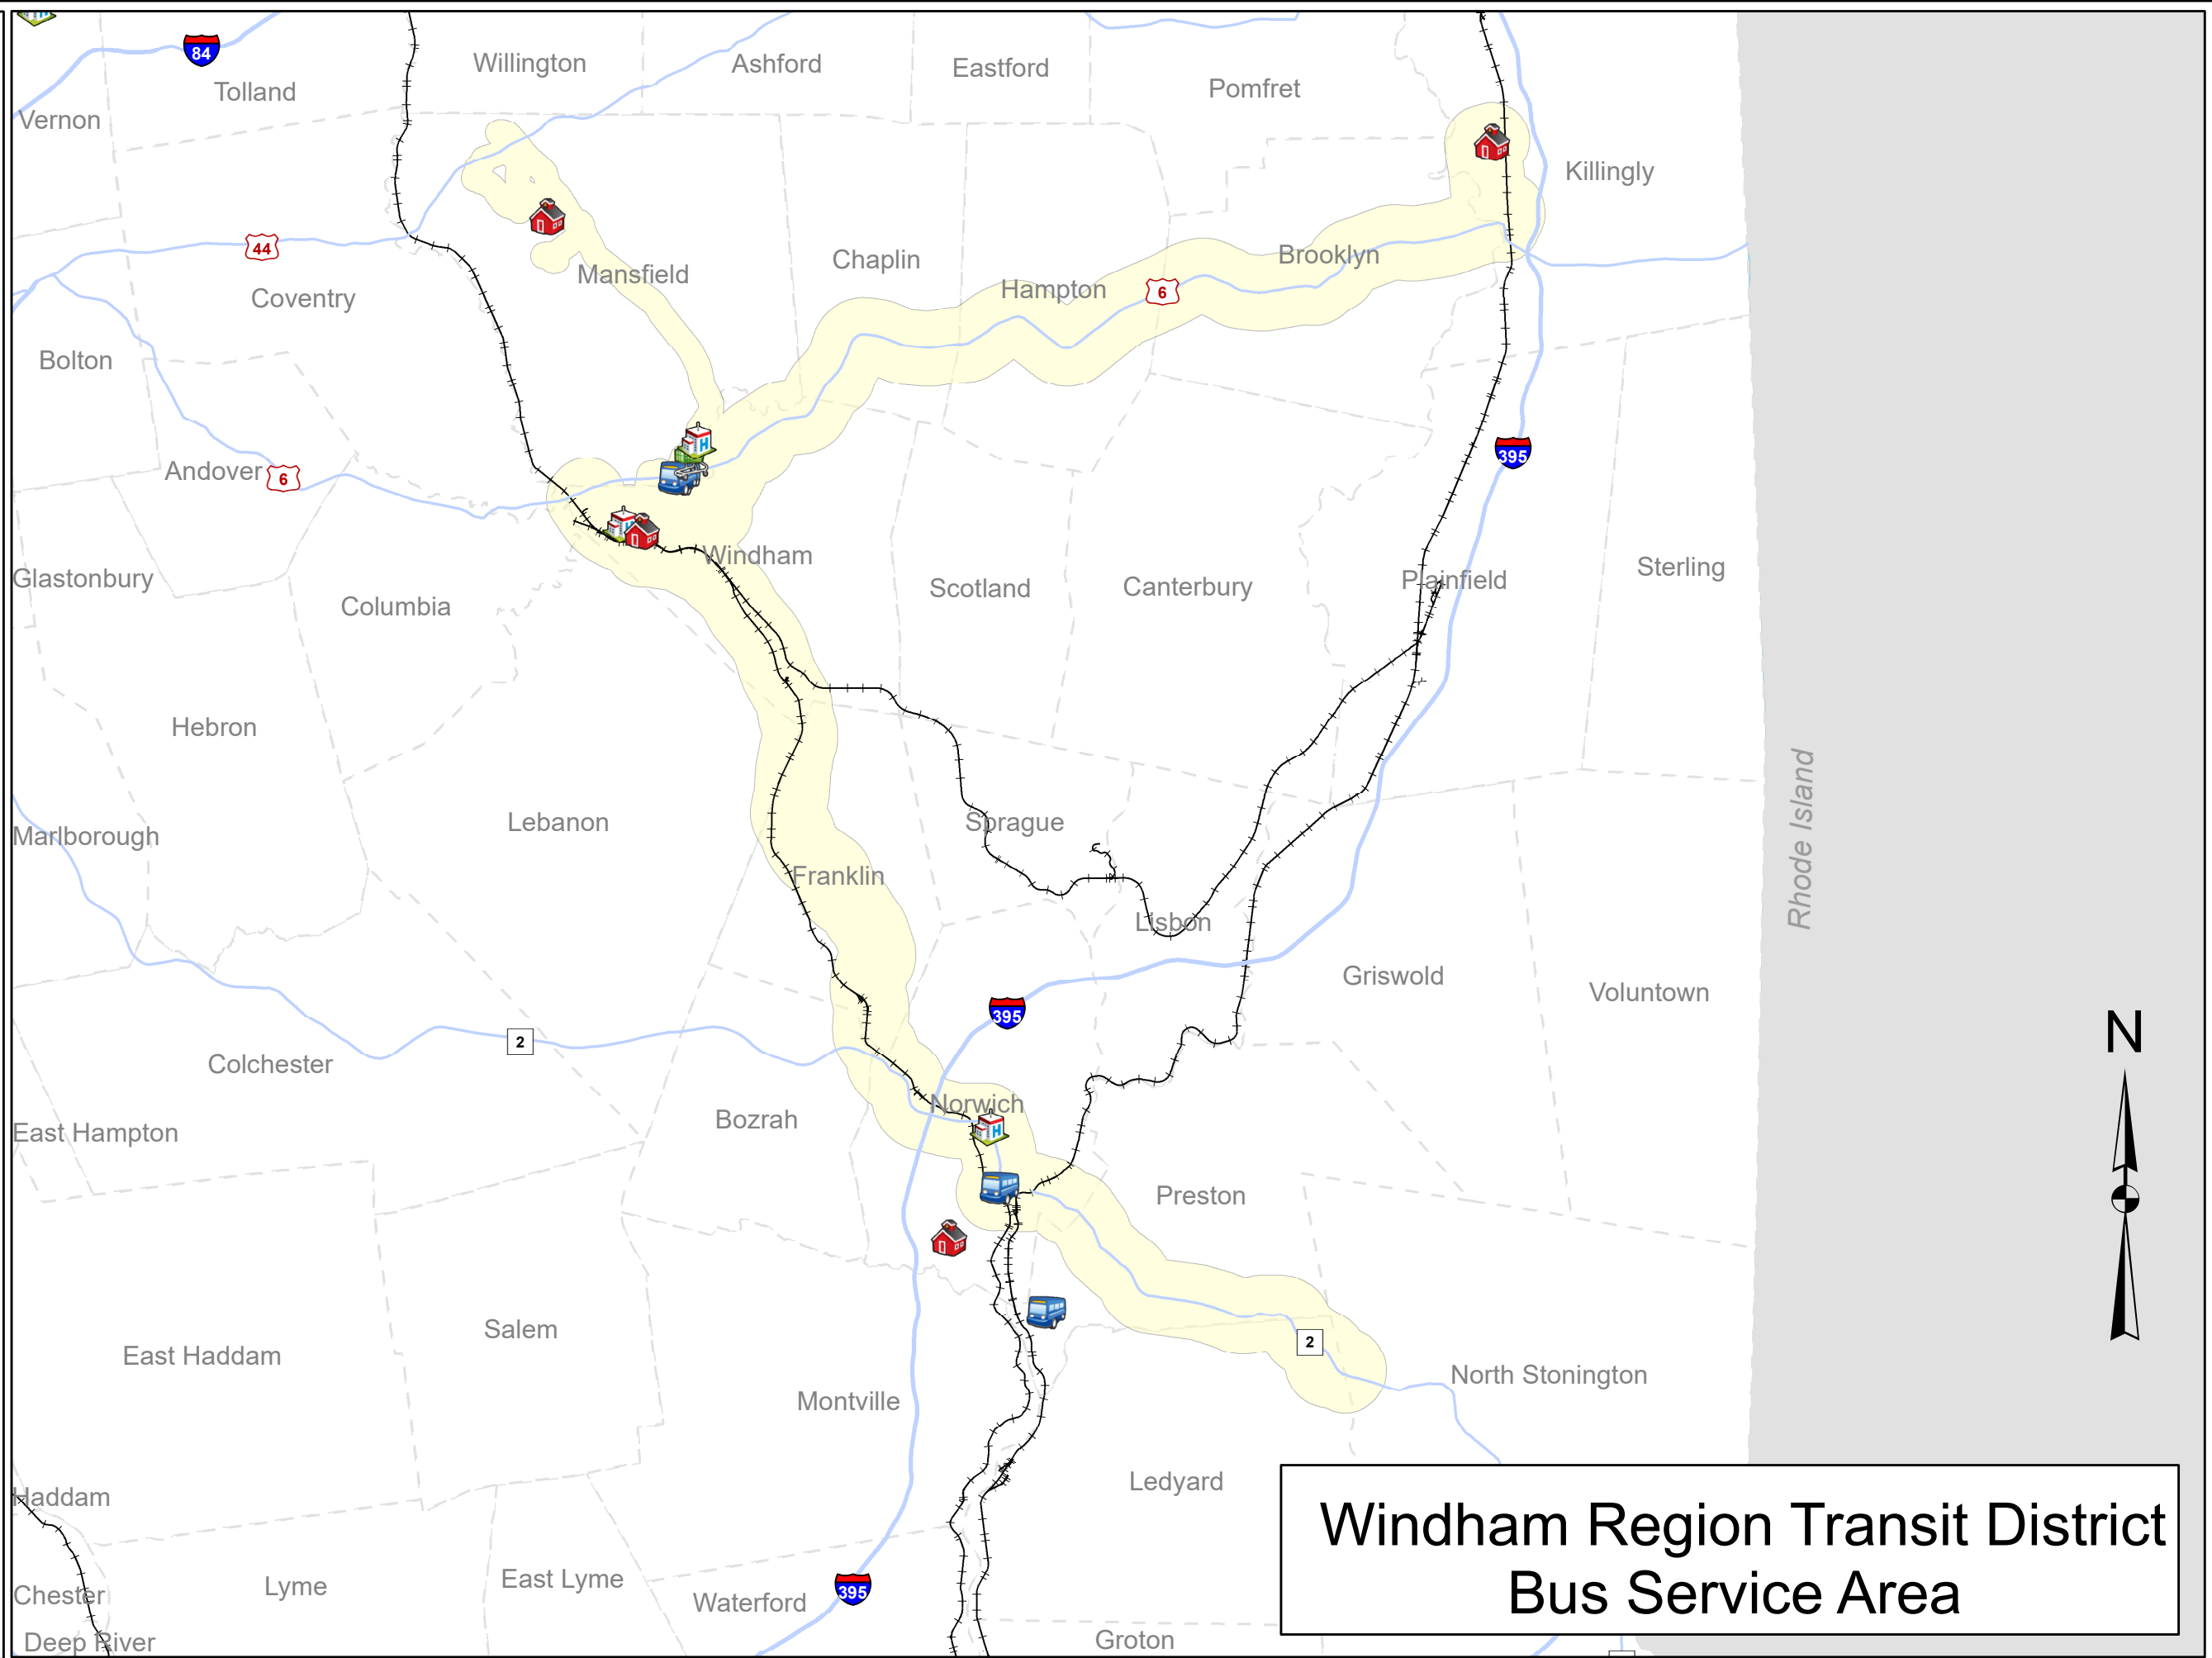 84
Willington
Ashford
Eastford
Tolland
Pomfret
Vernon
Killingly
44
Mansfield
Chaplin
Brooklyn
Coventry
Hampton
6
Bolton
H
395
Andover
6
H
Windham
Glastonbury
Columbia
Scotland
Canterbury
Plainfield
Sterling
Hebron
Rhode Island
Marlborough
Lebanon
Sprague
Franklin
Lisbon
Griswold
Voluntown
395
N
2
Colchester
Norwich
H
East Hampton
Bozrah
Preston
Salem
2
East Haddam
North Stonington
Montville
Haddam
Ledyard
Windham Region Transit District
Bus Service Area
Chester
Lyme
East Lyme
395
Waterford
Deep River
Groton